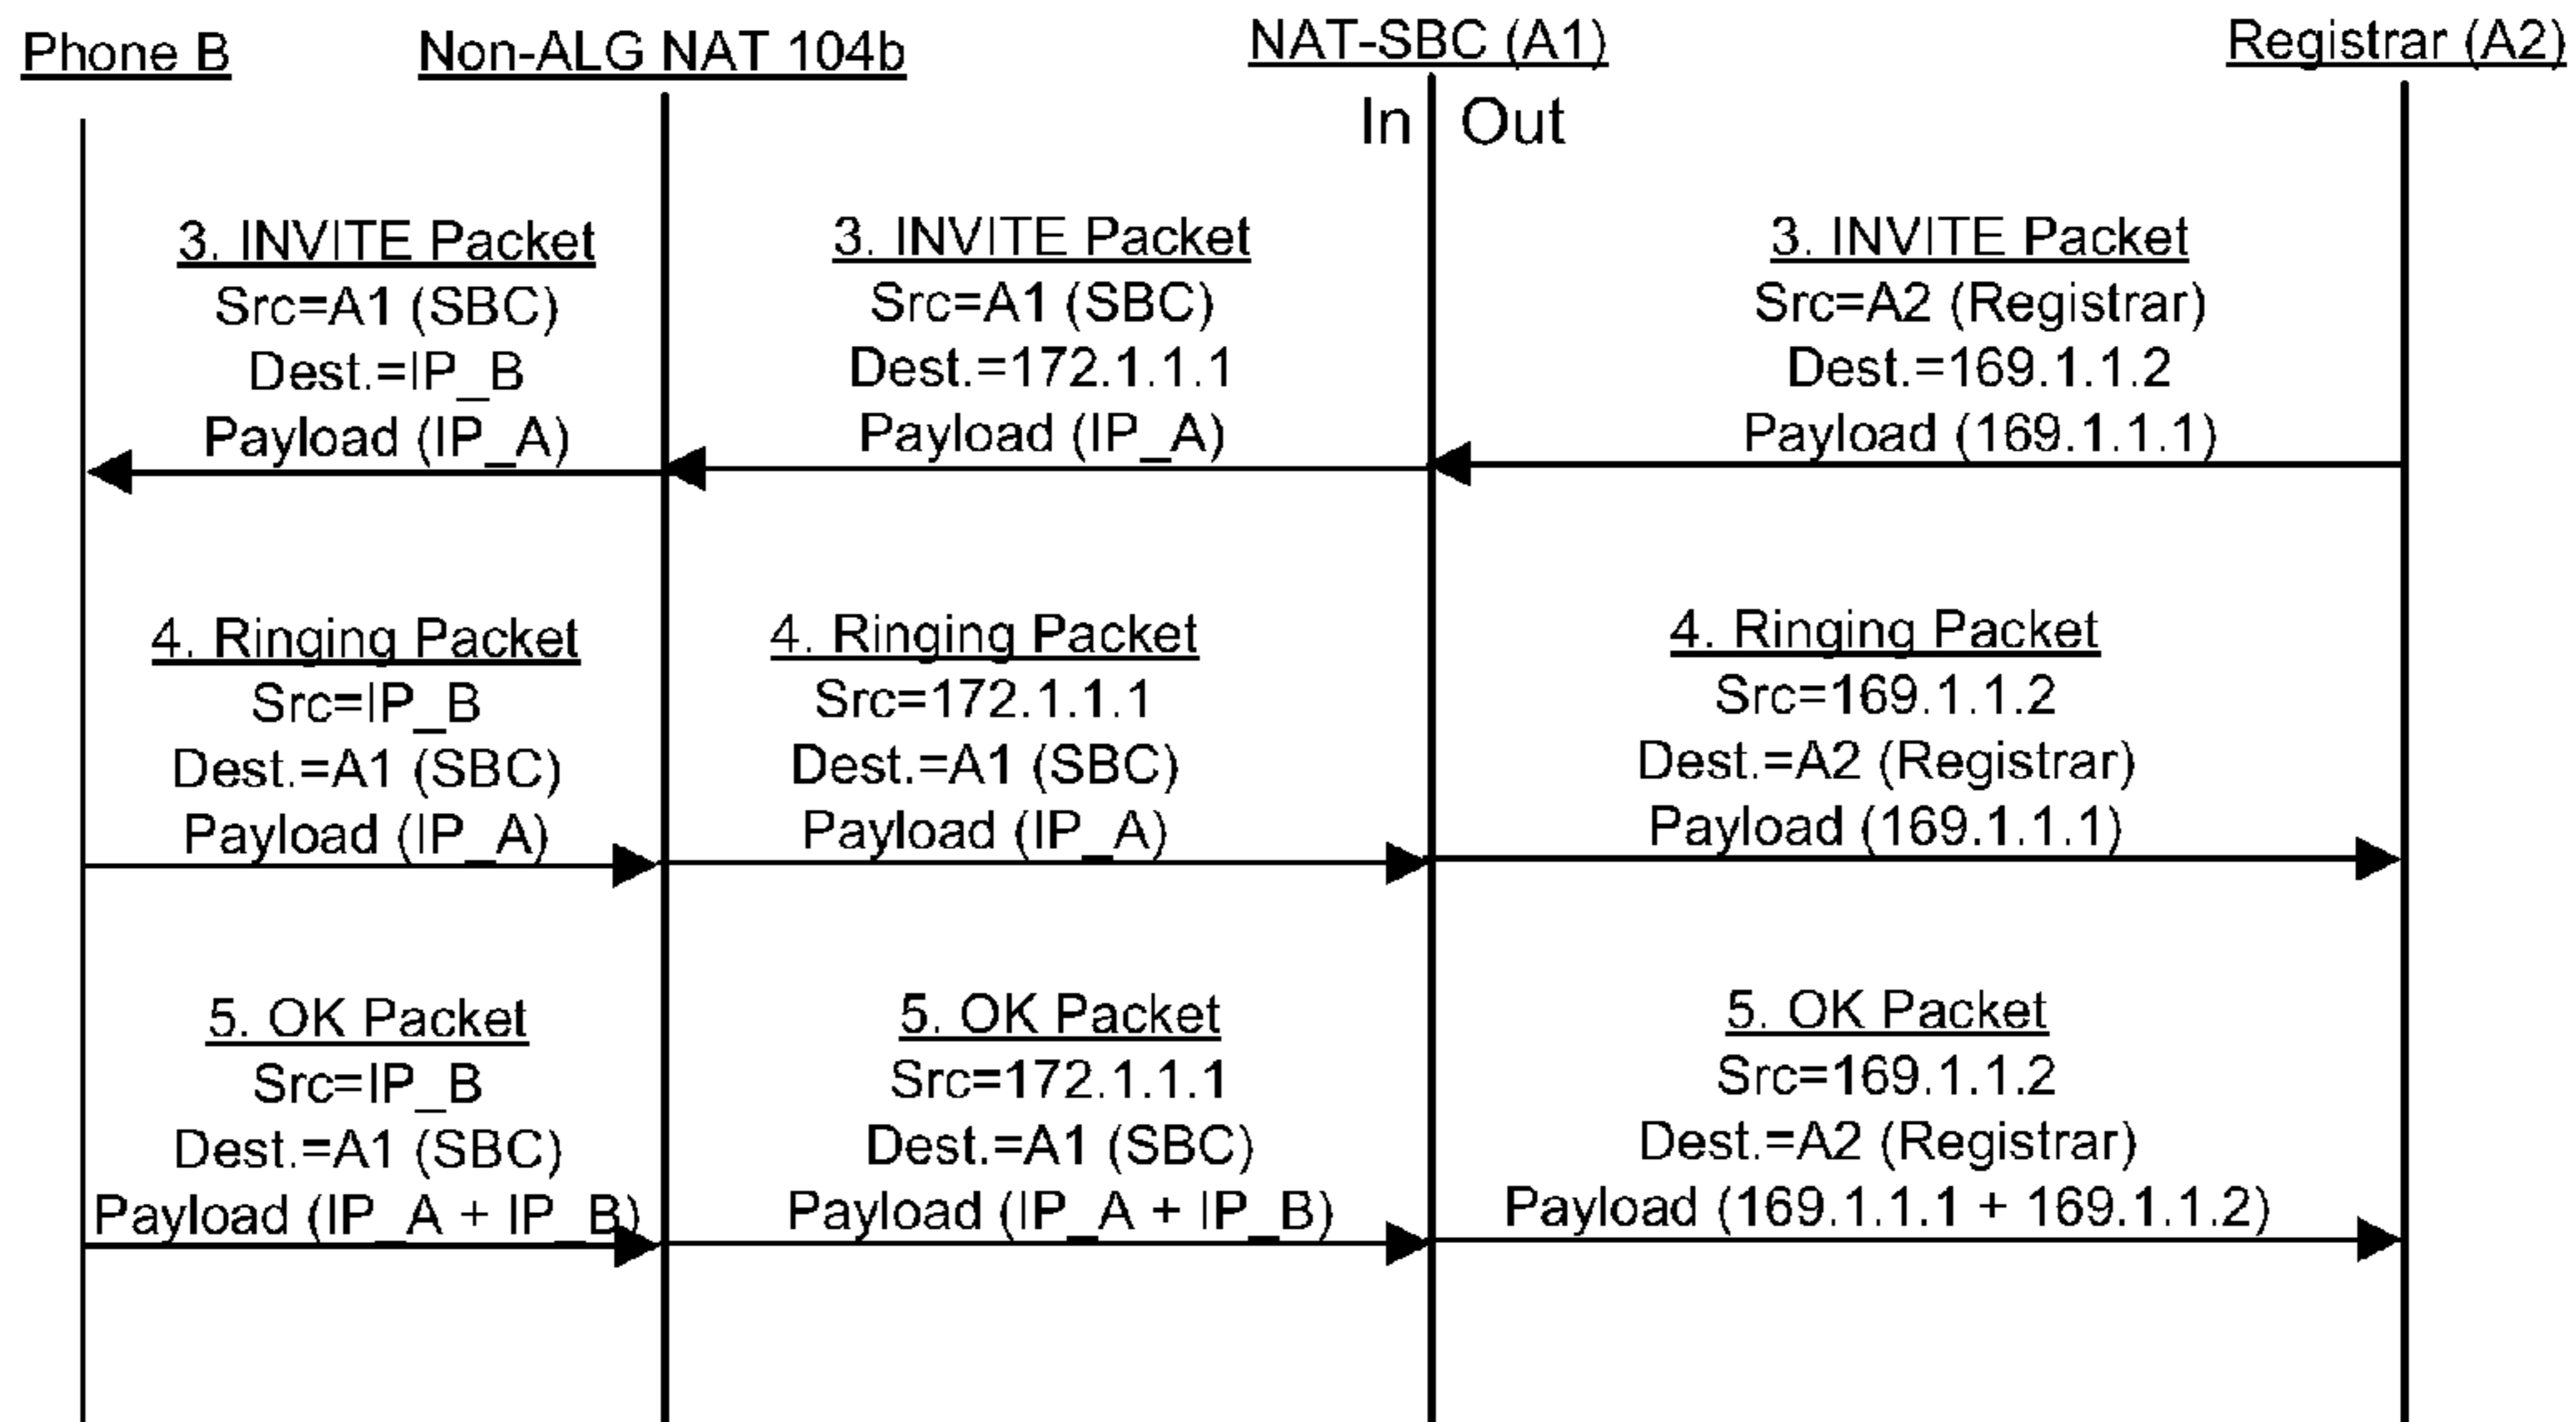 Phone B
Non-ALG NAT 104b
NAT-SBC (A1)
Registrar (A2)
In
Out
3. INVITE Packet
Src=A1 (SBC)
Dest.=IP_B
Payload (IP_A)
3. INVITE Packet
Src=A1 (SBC)
Dest.=172.1.1.1
Payload (IP_A)
3. INVITE Packet
Src=A2 (Registrar)
Dest.=169.1.1.2
Payload (169.1.1.1)
4. Ringing Packet
Src=IP_B
Dest.=A1 (SBC)
Payload (IP_A)
4. Ringing Packet
Src=172.1.1.1
Dest.=A1 (SBC)
Payload (IP_A)
4. Ringing Packet
Src=169.1.1.2
Dest.=A2 (Registrar)
Payload (169.1.1.1)
5. OK Packet
Src=IP_B
Dest.=A1 (SBC)
Payload (IP_A + IP_B)
5. OK Packet
Src=172.1.1.1
Dest.=A1 (SBC)
Payload (IP_A + IP_B)
5. OK Packet
Src=169.1.1.2
Dest.=A2 (Registrar)
Payload (169.1.1.1 + 169.1.1.2)